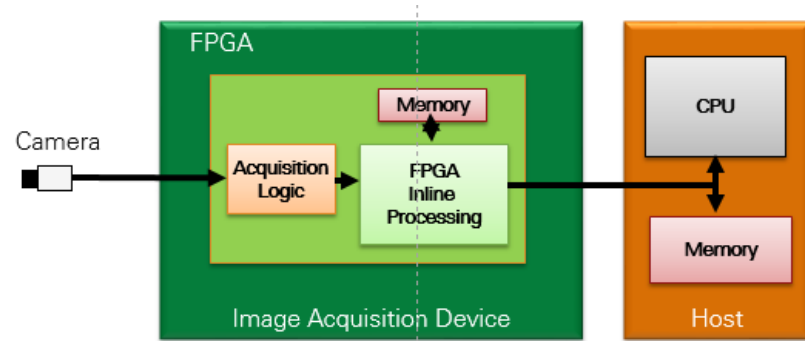 FPGA
Memory
CPU
Camera
Acquisition
Logic
FPGA
Inline
Processing
Memory
Image Acquisition Device
Host